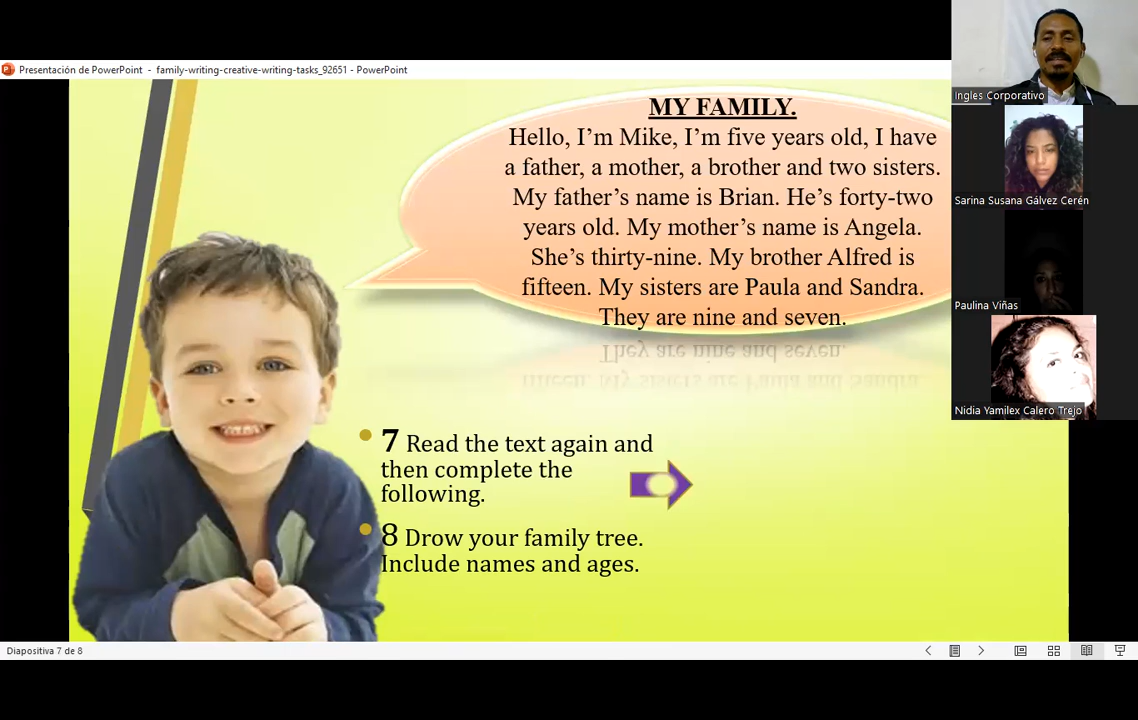 Presentación de PowerPoint - family-writing-creative-writing-tasks_92651 - PowerPoint
MY FAMILY.
Hello, I'm Mike, I'm five years old, I have
a father, a mother, a brother and two sisters.
My father's name is Brian. He's forty-two
years old. My mother's name is Angela.
She's thirty-nine. My brother Alfred is
fifteen. My sisters are Paula and Sandra.
They are nine and seven.
7 Read the text again and
then complete the
following.
8 Drow your family tree.
Include names and ages.
Ingles Corporativo
Sarina Susana Gálvez Cerén
Paulina Viñas
Nidia Yamilex Calero Trejo
Diapositiva 7 de 8